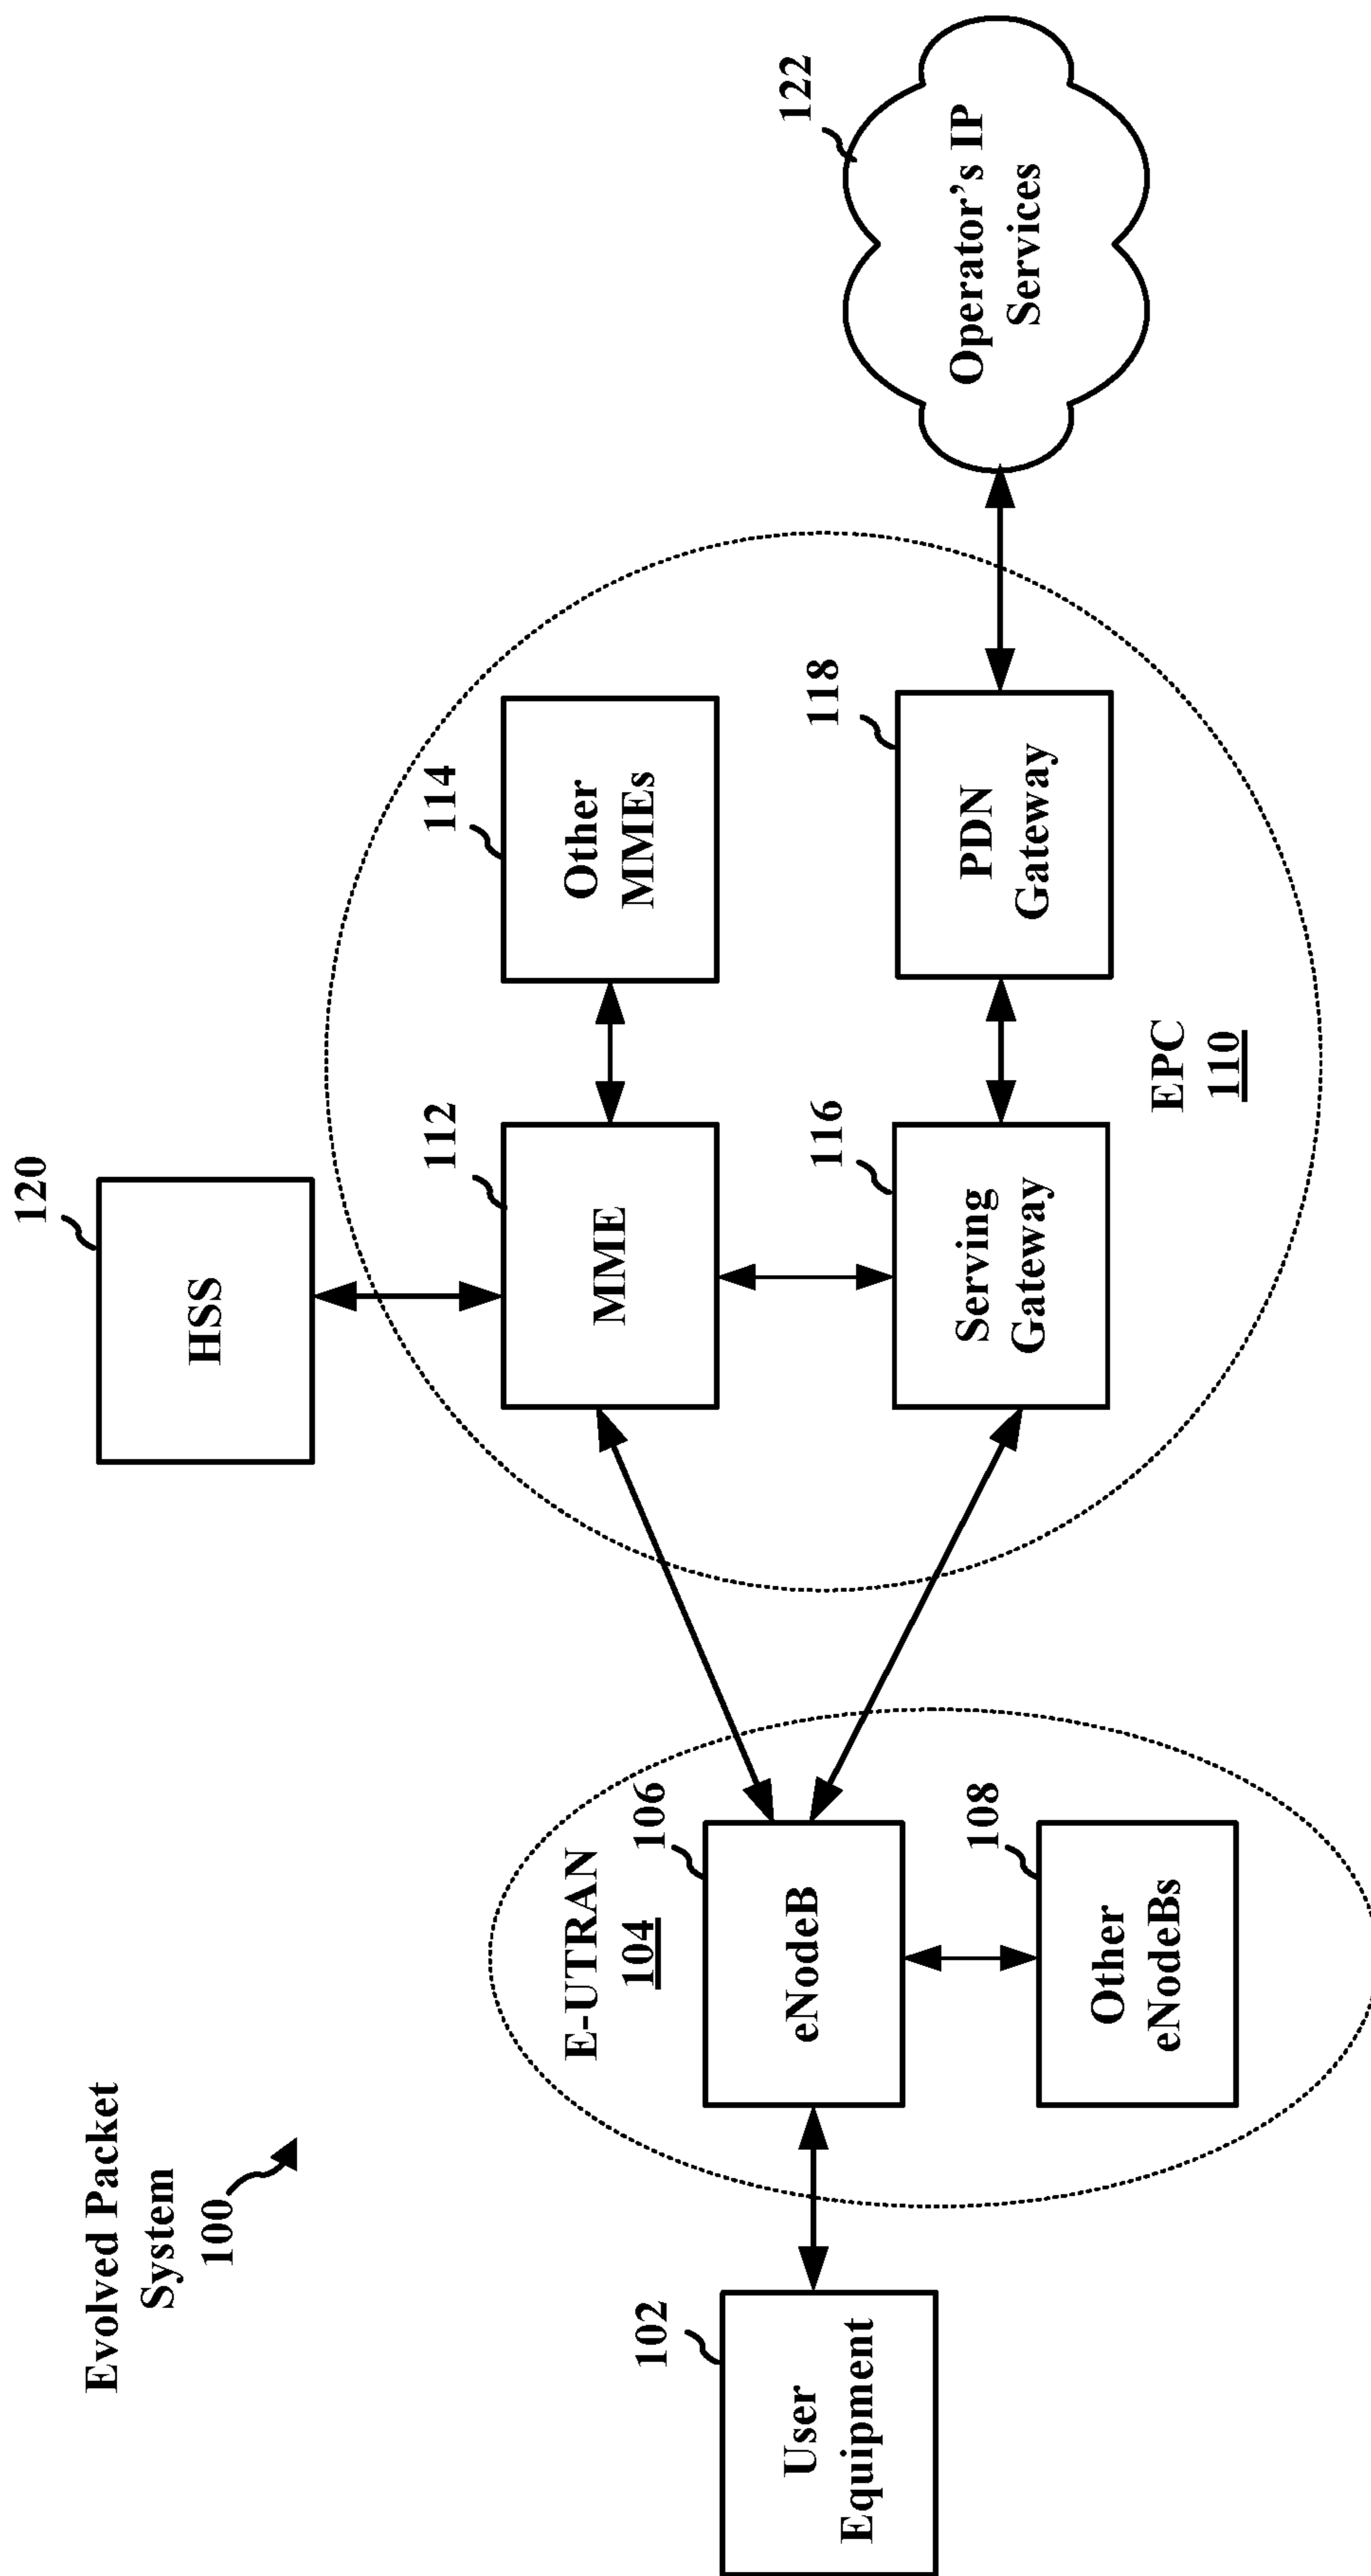 Evolved Packet
System
100
120
HSS
112
MME
114
Other
MMEs
E-UTRAN
104
106
eNodeB
102
User
Equipment
108
Other
eNodeBs
116
Serving
Gateway
118
PDN
Gateway
EPC
110
122
Operator’s IP
Services